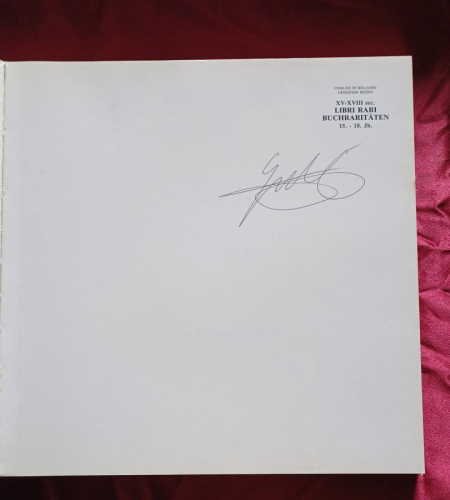 COMUNE DI BOLZANO
GEMEINDE BOZEN
XV-XVIII sec.
LIBRI RARI
BUCHRARITÄTEN
15. - 18. Jh.